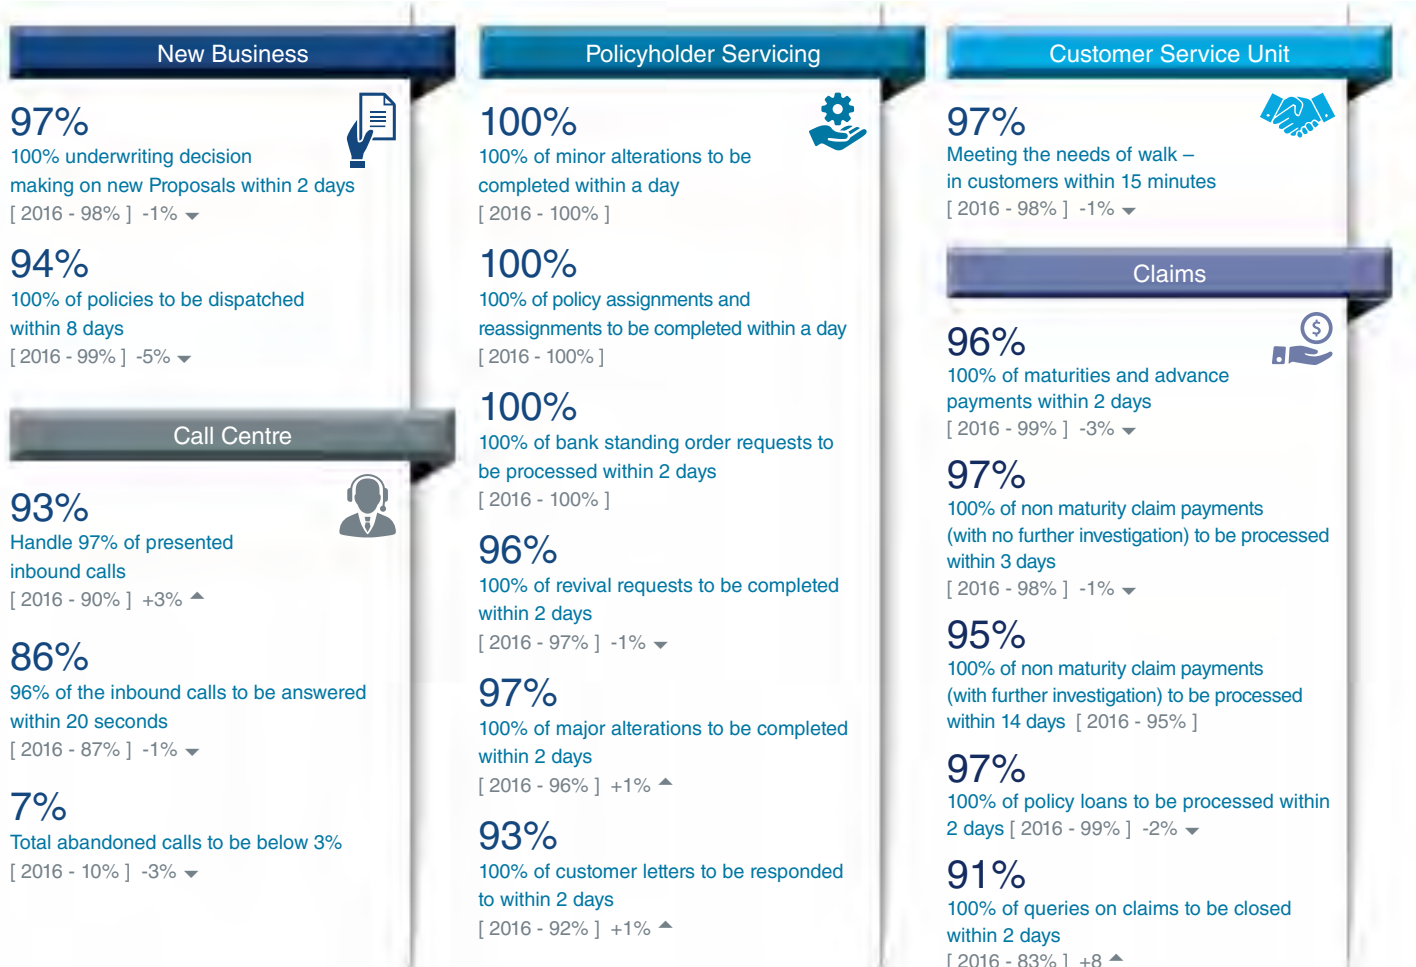 New Business
97%
100% underwriting decision
making on new Proposals within 2 days
[ 2016 - 98% ] -1%
94%
100% of policies to be dispatched
within 8 days
[ 2016 - 99% ] -5%
Call Centre
93%
Handle 97% of presented
inbound calls
[ 2016 - 90% ] +3%
86%
96% of the inbound calls to be answered
within 20 seconds
[ 2016 - 87% ] -1%
7%
Total abandoned calls to be below 3%
[ 2016 - 10% ] -3%
Policyholder Servicing
100%
100% of minor alterations to be
completed within a day
[ 2016 - 100% ]
100%
100% of policy assignments and
reassignments to be completed within a day
[ 2016 - 100% ]
100%
100% of bank standing order requests to
be processed within 2 days
[ 2016 - 100% ]
96%
100% of revival requests to be completed
within 2 days
[ 2016 - 97% ] -1%
97%
100% of major alterations to be completed
within 2 days
[ 2016 - 96% ] +1%
93%
100% of customer letters to be responded
to within 2 days
[ 2016 - 92% ] +1%
Customer Service Unit
97%
Meeting the needs of walk –
in customers within 15 minutes
[ 2016 - 98% ] -1%
Claims
$
96%
100% of maturities and advance
payments within 2 days
[ 2016 - 99% ] -3%
97%
100% of non maturity claim payments
(with no further investigation) to be processed
within 3 days
[ 2016 - 98% ] -1%
95%
100% of non maturity claim payments
(with further investigation) to be processed
within 14 days [ 2016 - 95% ]
97%
100% of policy loans to be processed within
2 days [ 2016 - 99% ] -2%
91%
100% of queries on claims to be closed
within 2 days
[ 2016 - 83% ] +8